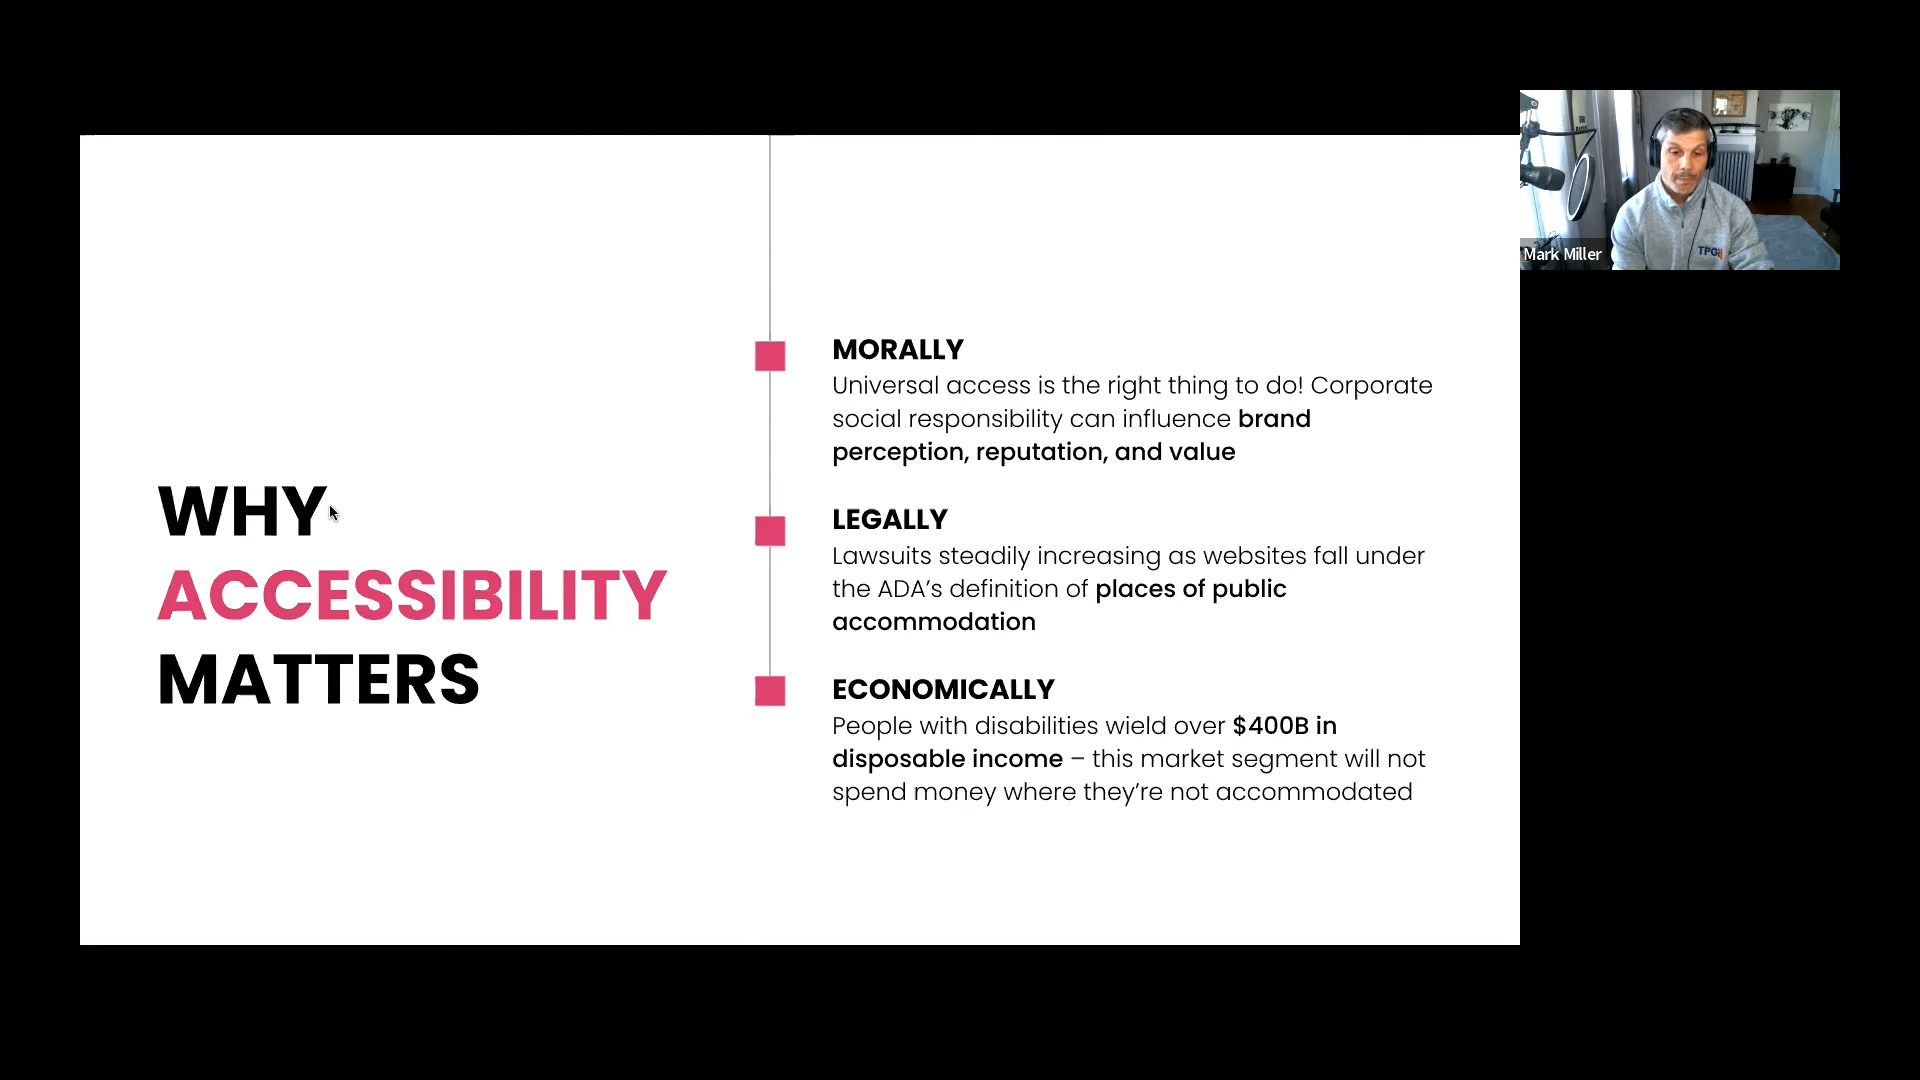 WHY
ACCESSIBILITY
MATTERS
MORALLY
Universal access is the right thing to do! Corporate
social responsibility can influence brand
perception, reputation, and value
LEGALLY
Lawsuits steadily increasing as websites fall under
the ADA’s definition of places of public
accommodation
ECONOMICALLY
People with disabilities wield over $400B in
disposable income – this market segment will not
spend money where they’re not accommodated
Mark Miller
TPGi